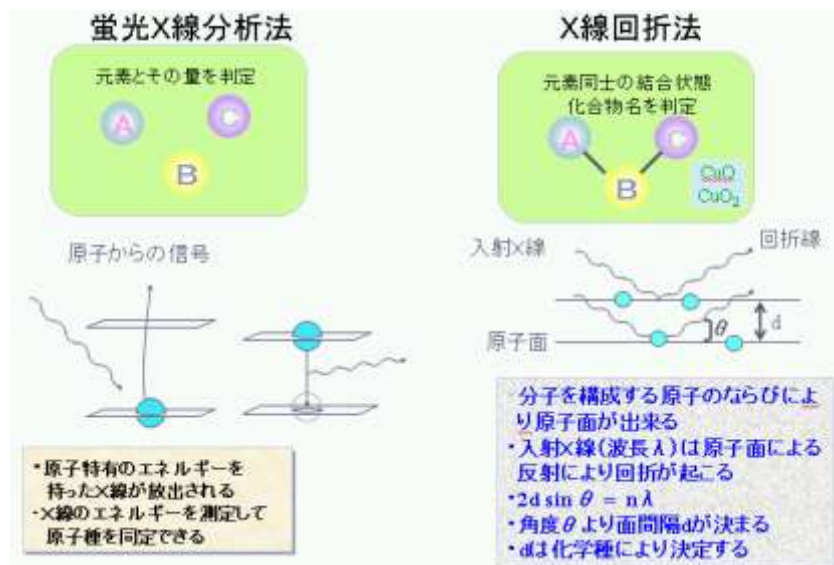 蛍光X線分析法
元素とその量を判定
A
C
B
原子からの信号
・原子特有のエネルギーを
持ったX線が放出される
・X線のエネルギーを測定して
原子種を同定できる
X線回折法
元素同士の結合状態
化合物名を判定
A
C
B
CuO
CuO₂
入射X線
回折線
原子面
θ
d
・分子を構成する原子のならびによ
り原子面が出来る
・入射X線(波長λ)は原子面による
反射により回折が起こる
・2d sin θ = nλ
・角度θより面間隔dが決まる
・dは化学種により決定する